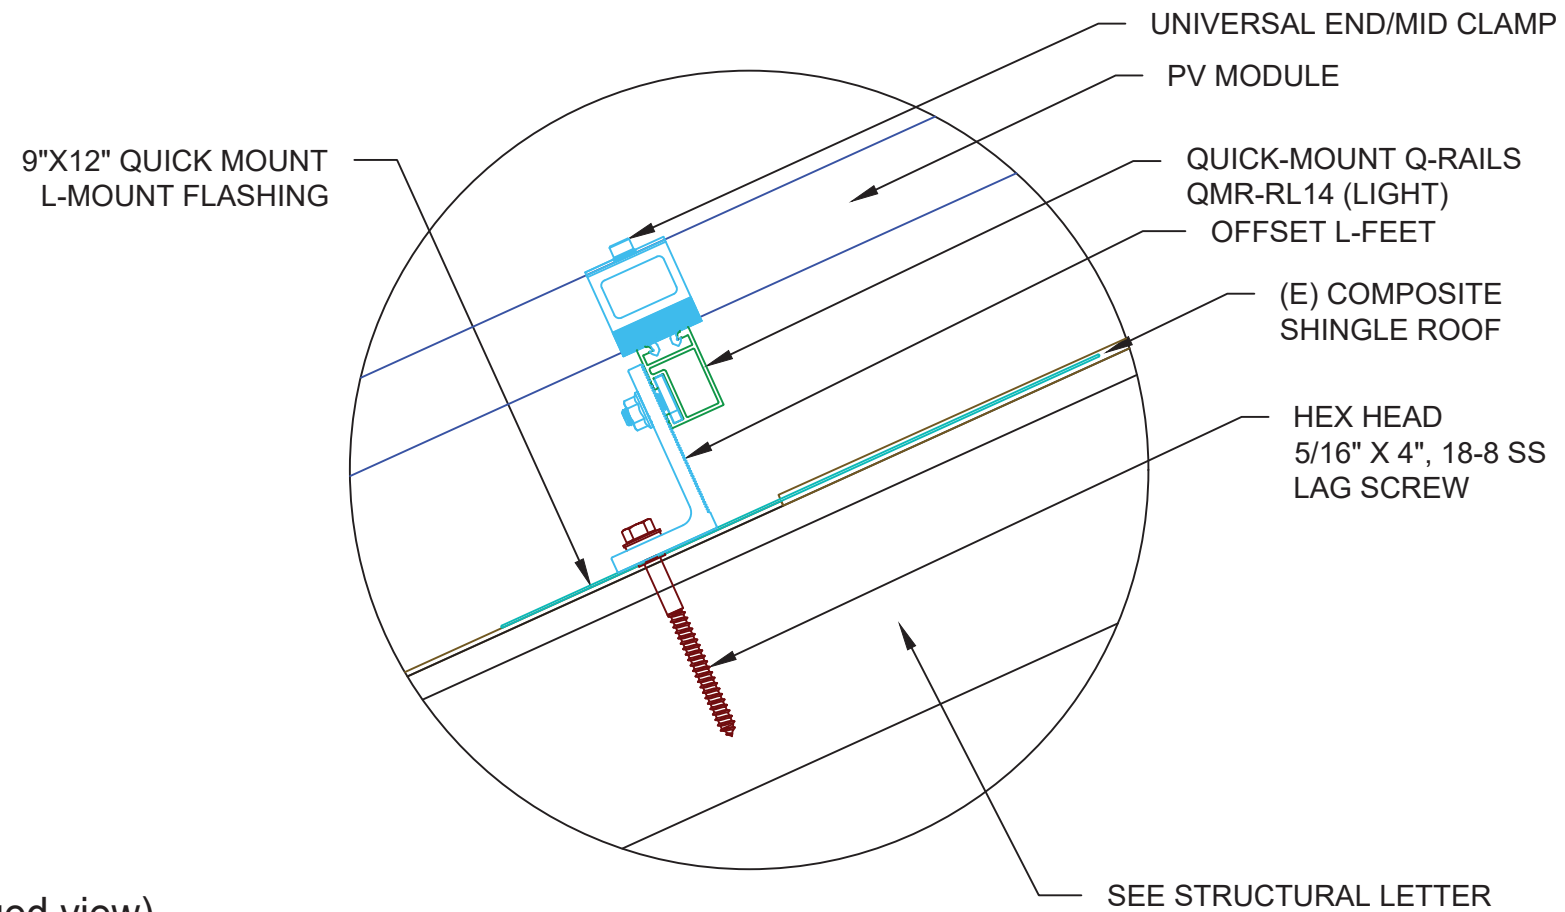 UNIVERSAL END/MID CLAMP
PV MODULE
9"X12" QUICK MOUNT
L-MOUNT FLASHING
QUICK-MOUNT Q-RAILS
QMR-RL14 (LIGHT)
OFFSET L-FEET
(E) COMPOSITE
SHINGLE ROOF
HEX HEAD
5/16" X 4", 18-8 SS
LAG SCREW
SEE STRUCTURAL LETTER
view)